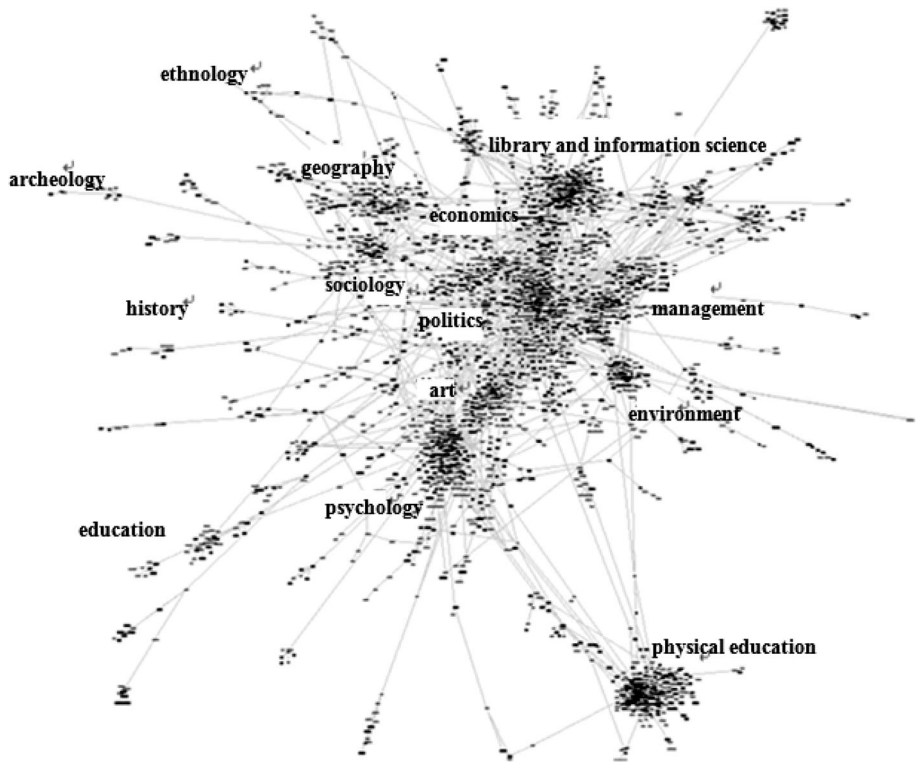 ethnology
library and information science
geography
archeology
economics
sociology
history
management
politics
art
environment
psychology
education
physical education